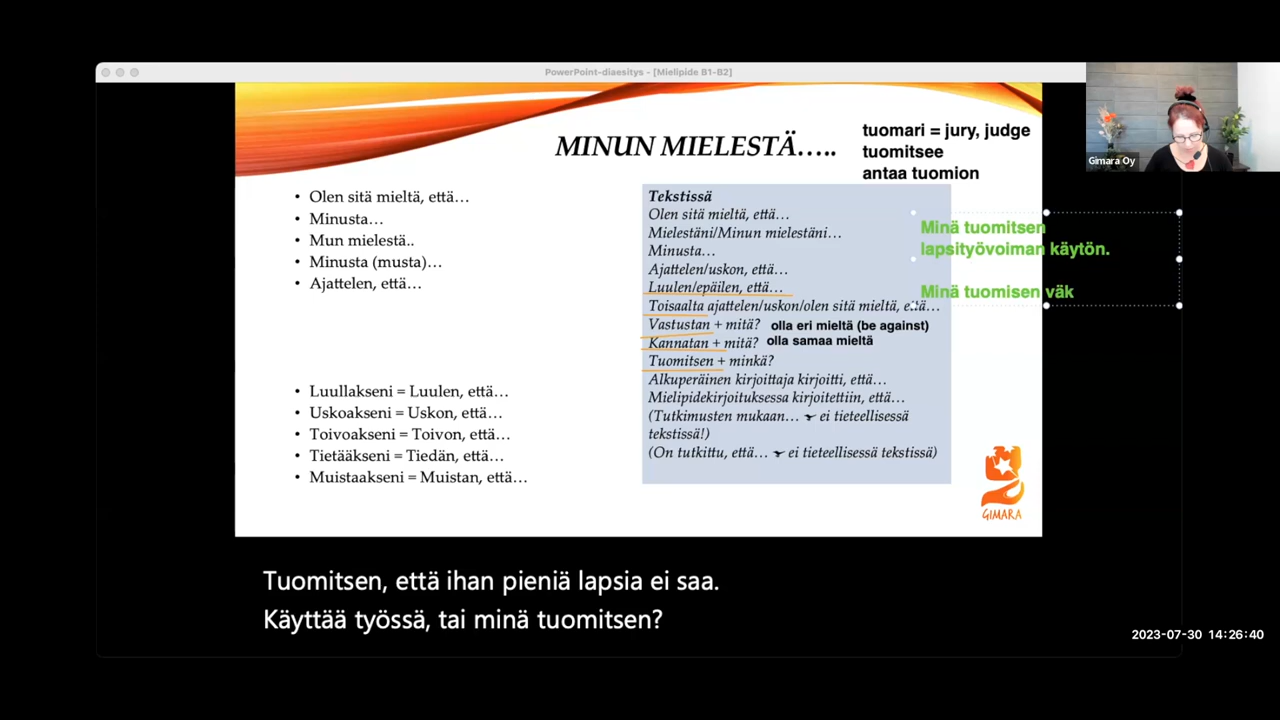 PowerPoint-diaesitys - [Mielipide B1-B2]
MINUN MIELESTÄ…..
tuomari = jury, judge
tuomitsee
antaa tuomion
Gimara Oy
• Olen sitä mieltä, että…
• Minusta…
• Mun mielestä..
• Minusta (musta)…
• Ajattelen, että…
• Luullakseni = Luulen, että…
• Uskoakseni = Uskon, että…
• Toivoakseni = Toivon, että…
• Tietääkseni = Tiedän, että…
• Muistaakseni = Muistan, että…
Tekstissä
Olen sitä mieltä, että…
Mielestäni/Minun mielestäni…
Minusta…
Ajattelen/uskon, että…
Luulen/epäilen, että…
Toisaalta ajattelen/uskon/olen sitä mieltä, että…
Vastustan + mitä? olla eri mieltä (be against)
Kannatan + mitä? olla samaa mieltä
Tuomitsen + minkä?
Alkuperäinen kirjoittaja kirjoitti, että…
Mielipidekirjoituksessa kirjoitettiin, että…
(Tutkimusten mukaan… ei tieteellisessä
tekstissä!)
(On tutkittu, että… ei tieteellisessä tekstissä)
Minä tuomitsen
lapsityövoiman käytön.
Minä tuomisen väk
GIMARA
Tuomitsen, että ihan pieniä lapsia ei saa.
Käyttää työssä, tai minä tuomitsen?
2023-07-30 14:26:40